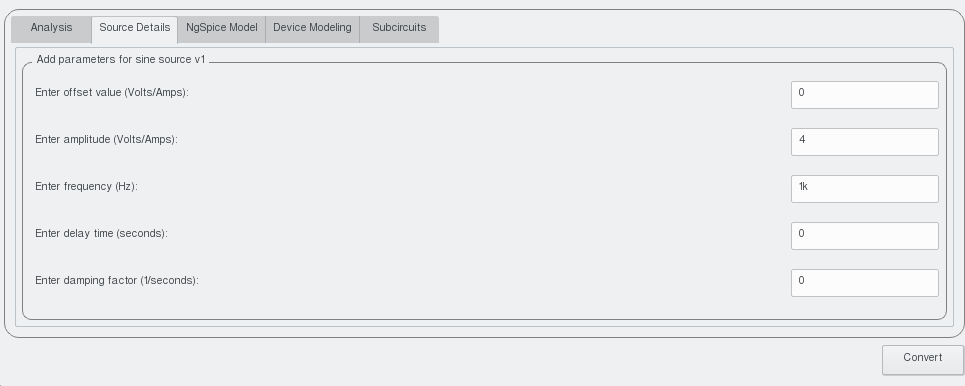 Analysis Source Details NgSpice Model Device Modeling Subcircuits
Add parameters for sine source v1
Enter offset value (Volts/Amps): 0
Enter amplitude (Volts/Amps): 4
Enter frequency (Hz): 1k
Enter delay time (seconds): 0
Enter damping factor (1/seconds): 0
Convert